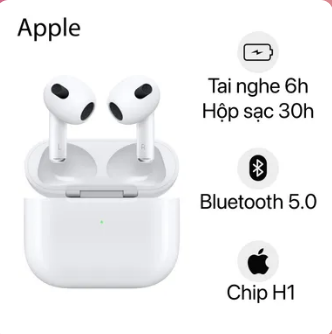 Apple
Tai nghe 6h
Hộp sạc 30h
Bluetooth 5.0
Chip H1